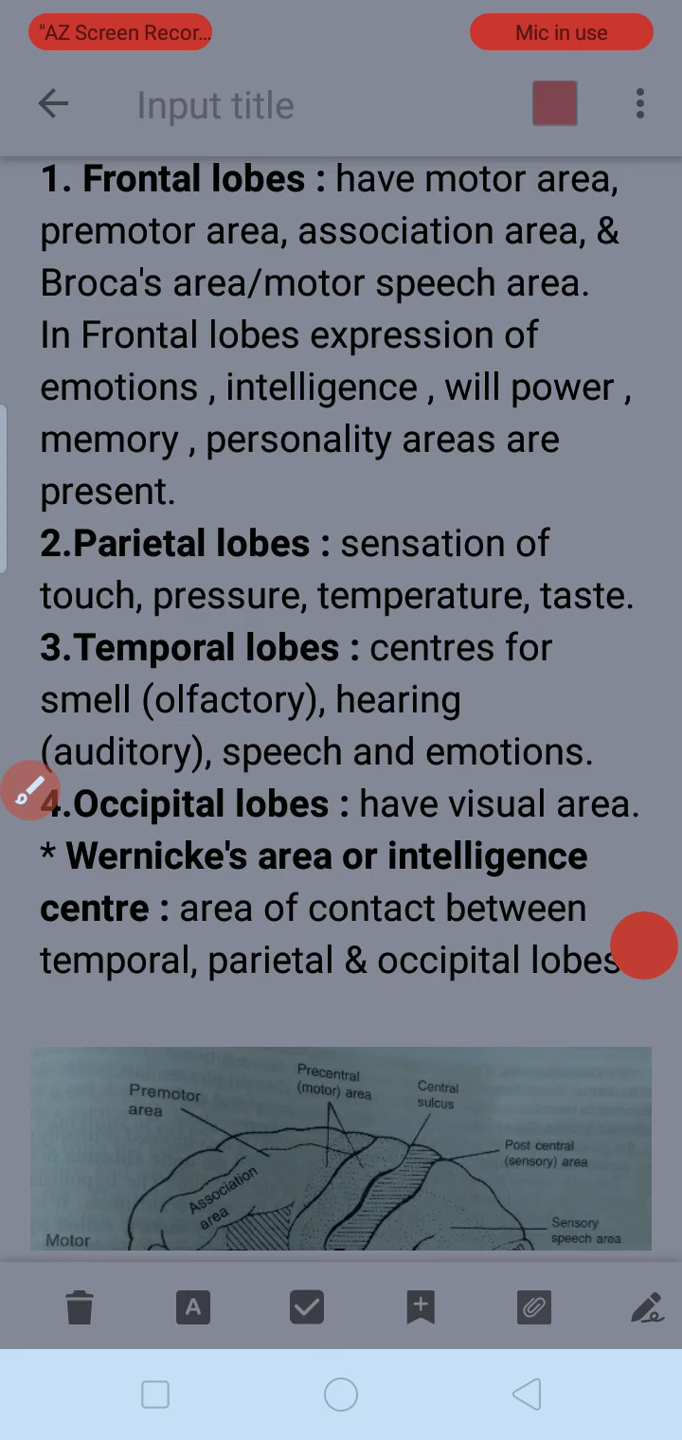 "AZ Screen Recor...
Mic in use
Input title
1. Frontal lobes : have motor area,
premotor area, association area, &
Broca's area/motor speech area.
In Frontal lobes expression of
emotions , intelligence , will power ,
memory , personality areas are
present.
2.Parietal lobes : sensation of
touch, pressure, temperature, taste.
3.Temporal lobes : centres for
smell (olfactory), hearing
(auditory), speech and emotions.
4.Occipital lobes : have visual area.
* Wernicke's area or intelligence
centre : area of contact between
temporal, parietal & occipital lobes
Precentral
(motor) area
Central
sulcus
Premotor
area
Post central
(sensory) area
Association
area
Sensory
speech area
Motor
A